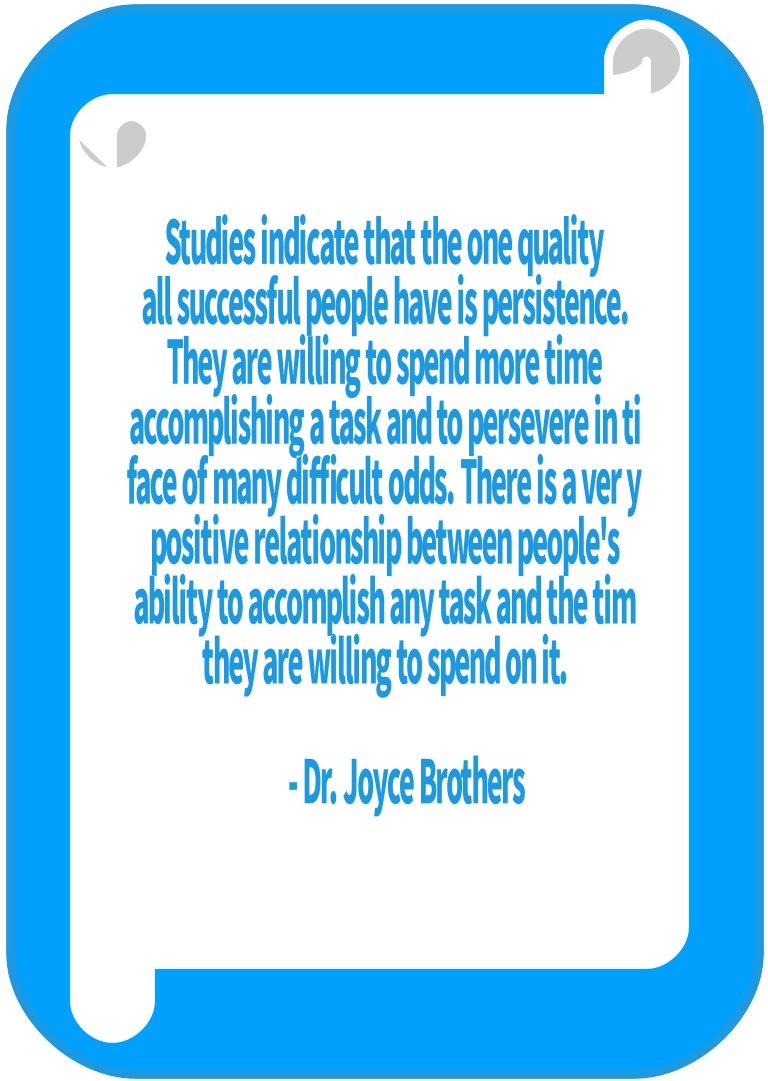 Studies indicate that the one quality
all successful people have is persistence.
They are willing to spend more time
accomplishing a task and to persevere in ti
face of many difficult odds. There is a ver y
positive relationship between people's
ability to accomplish any task and the tim
they are willing to spend on it.
- Dr. Joyce Brothers